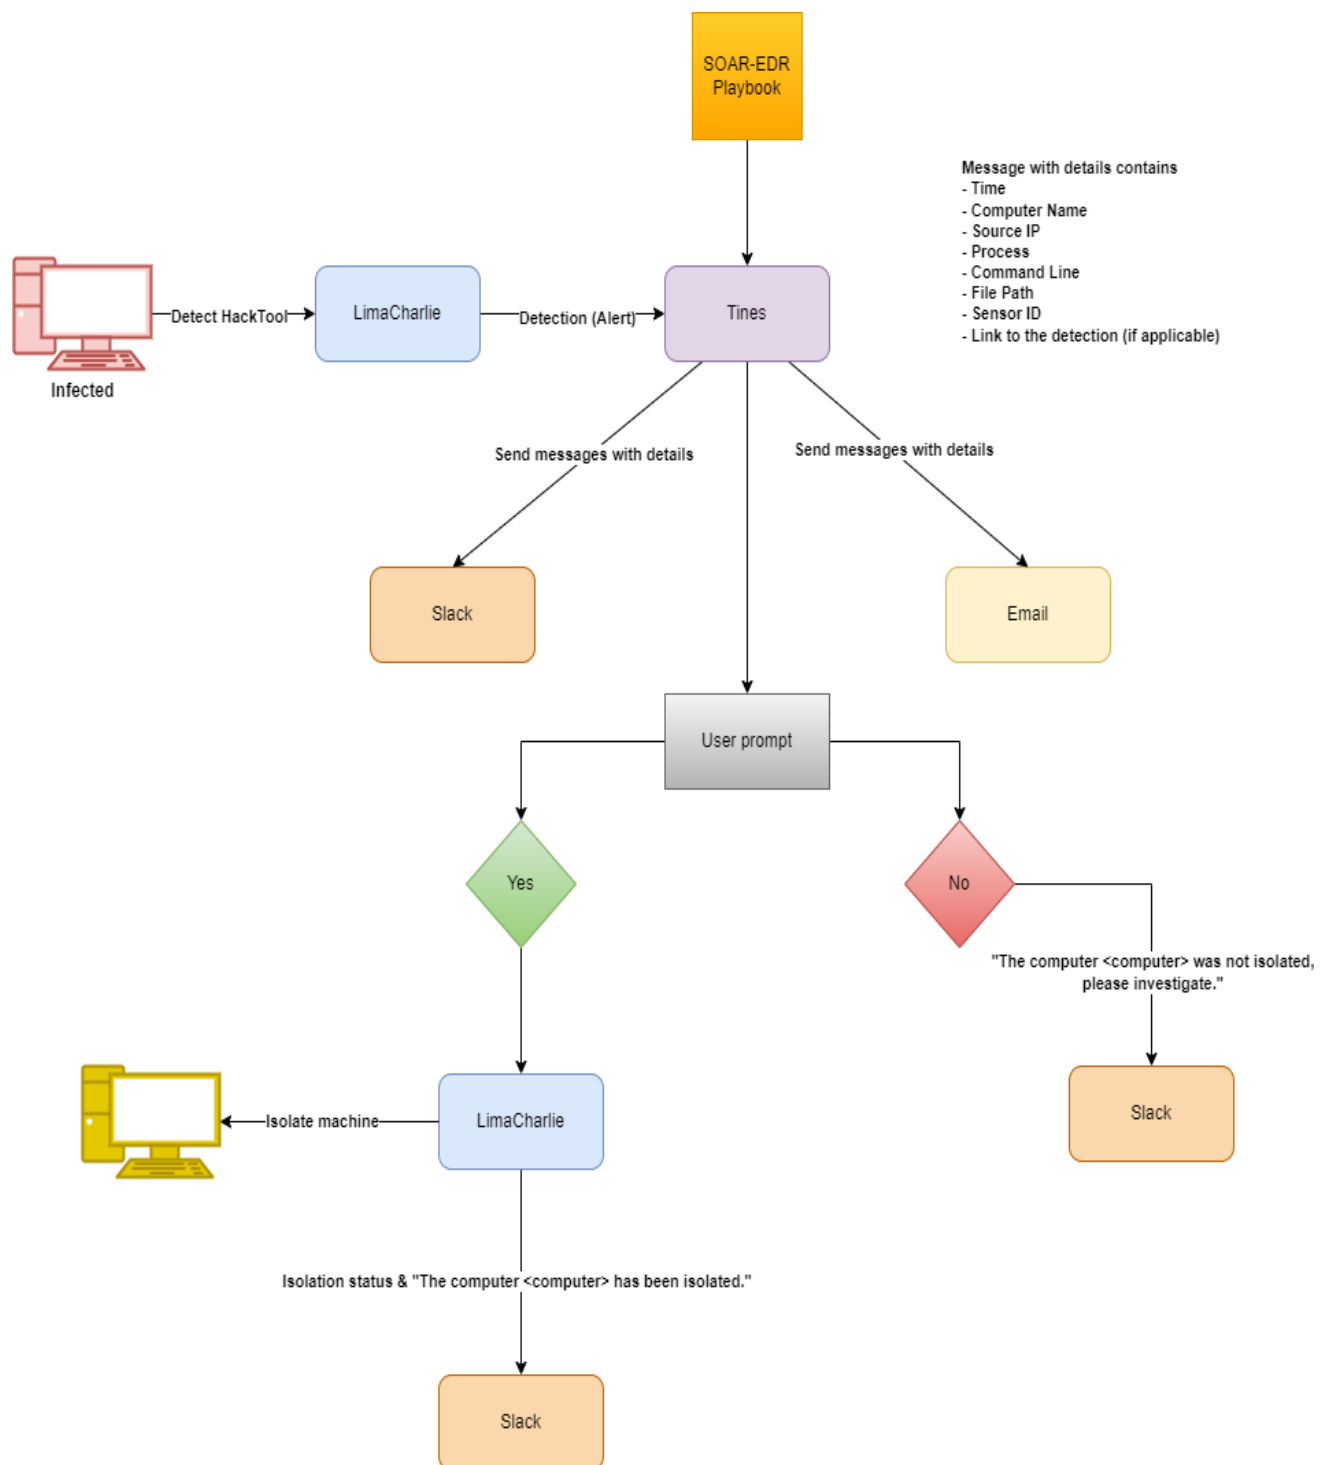 SOAR-EDR
Playbook
Message with details contains
- Time
- Computer Name
- Source IP
- Process
- Command Line
- File Path
- Sensor ID
- Link to the detection (if applicable)
Detect HackTool
LimaCharlie
Detection (Alert)
Tines
Infected
Send messages with details
Send messages with details
Slack
Email
User prompt
Yes
No
"The computer <computer> was not isolated,
please investigate."
Isolate machine
LimaCharlie
Slack
Isolation status & "The computer <computer> has been isolated."
Slack